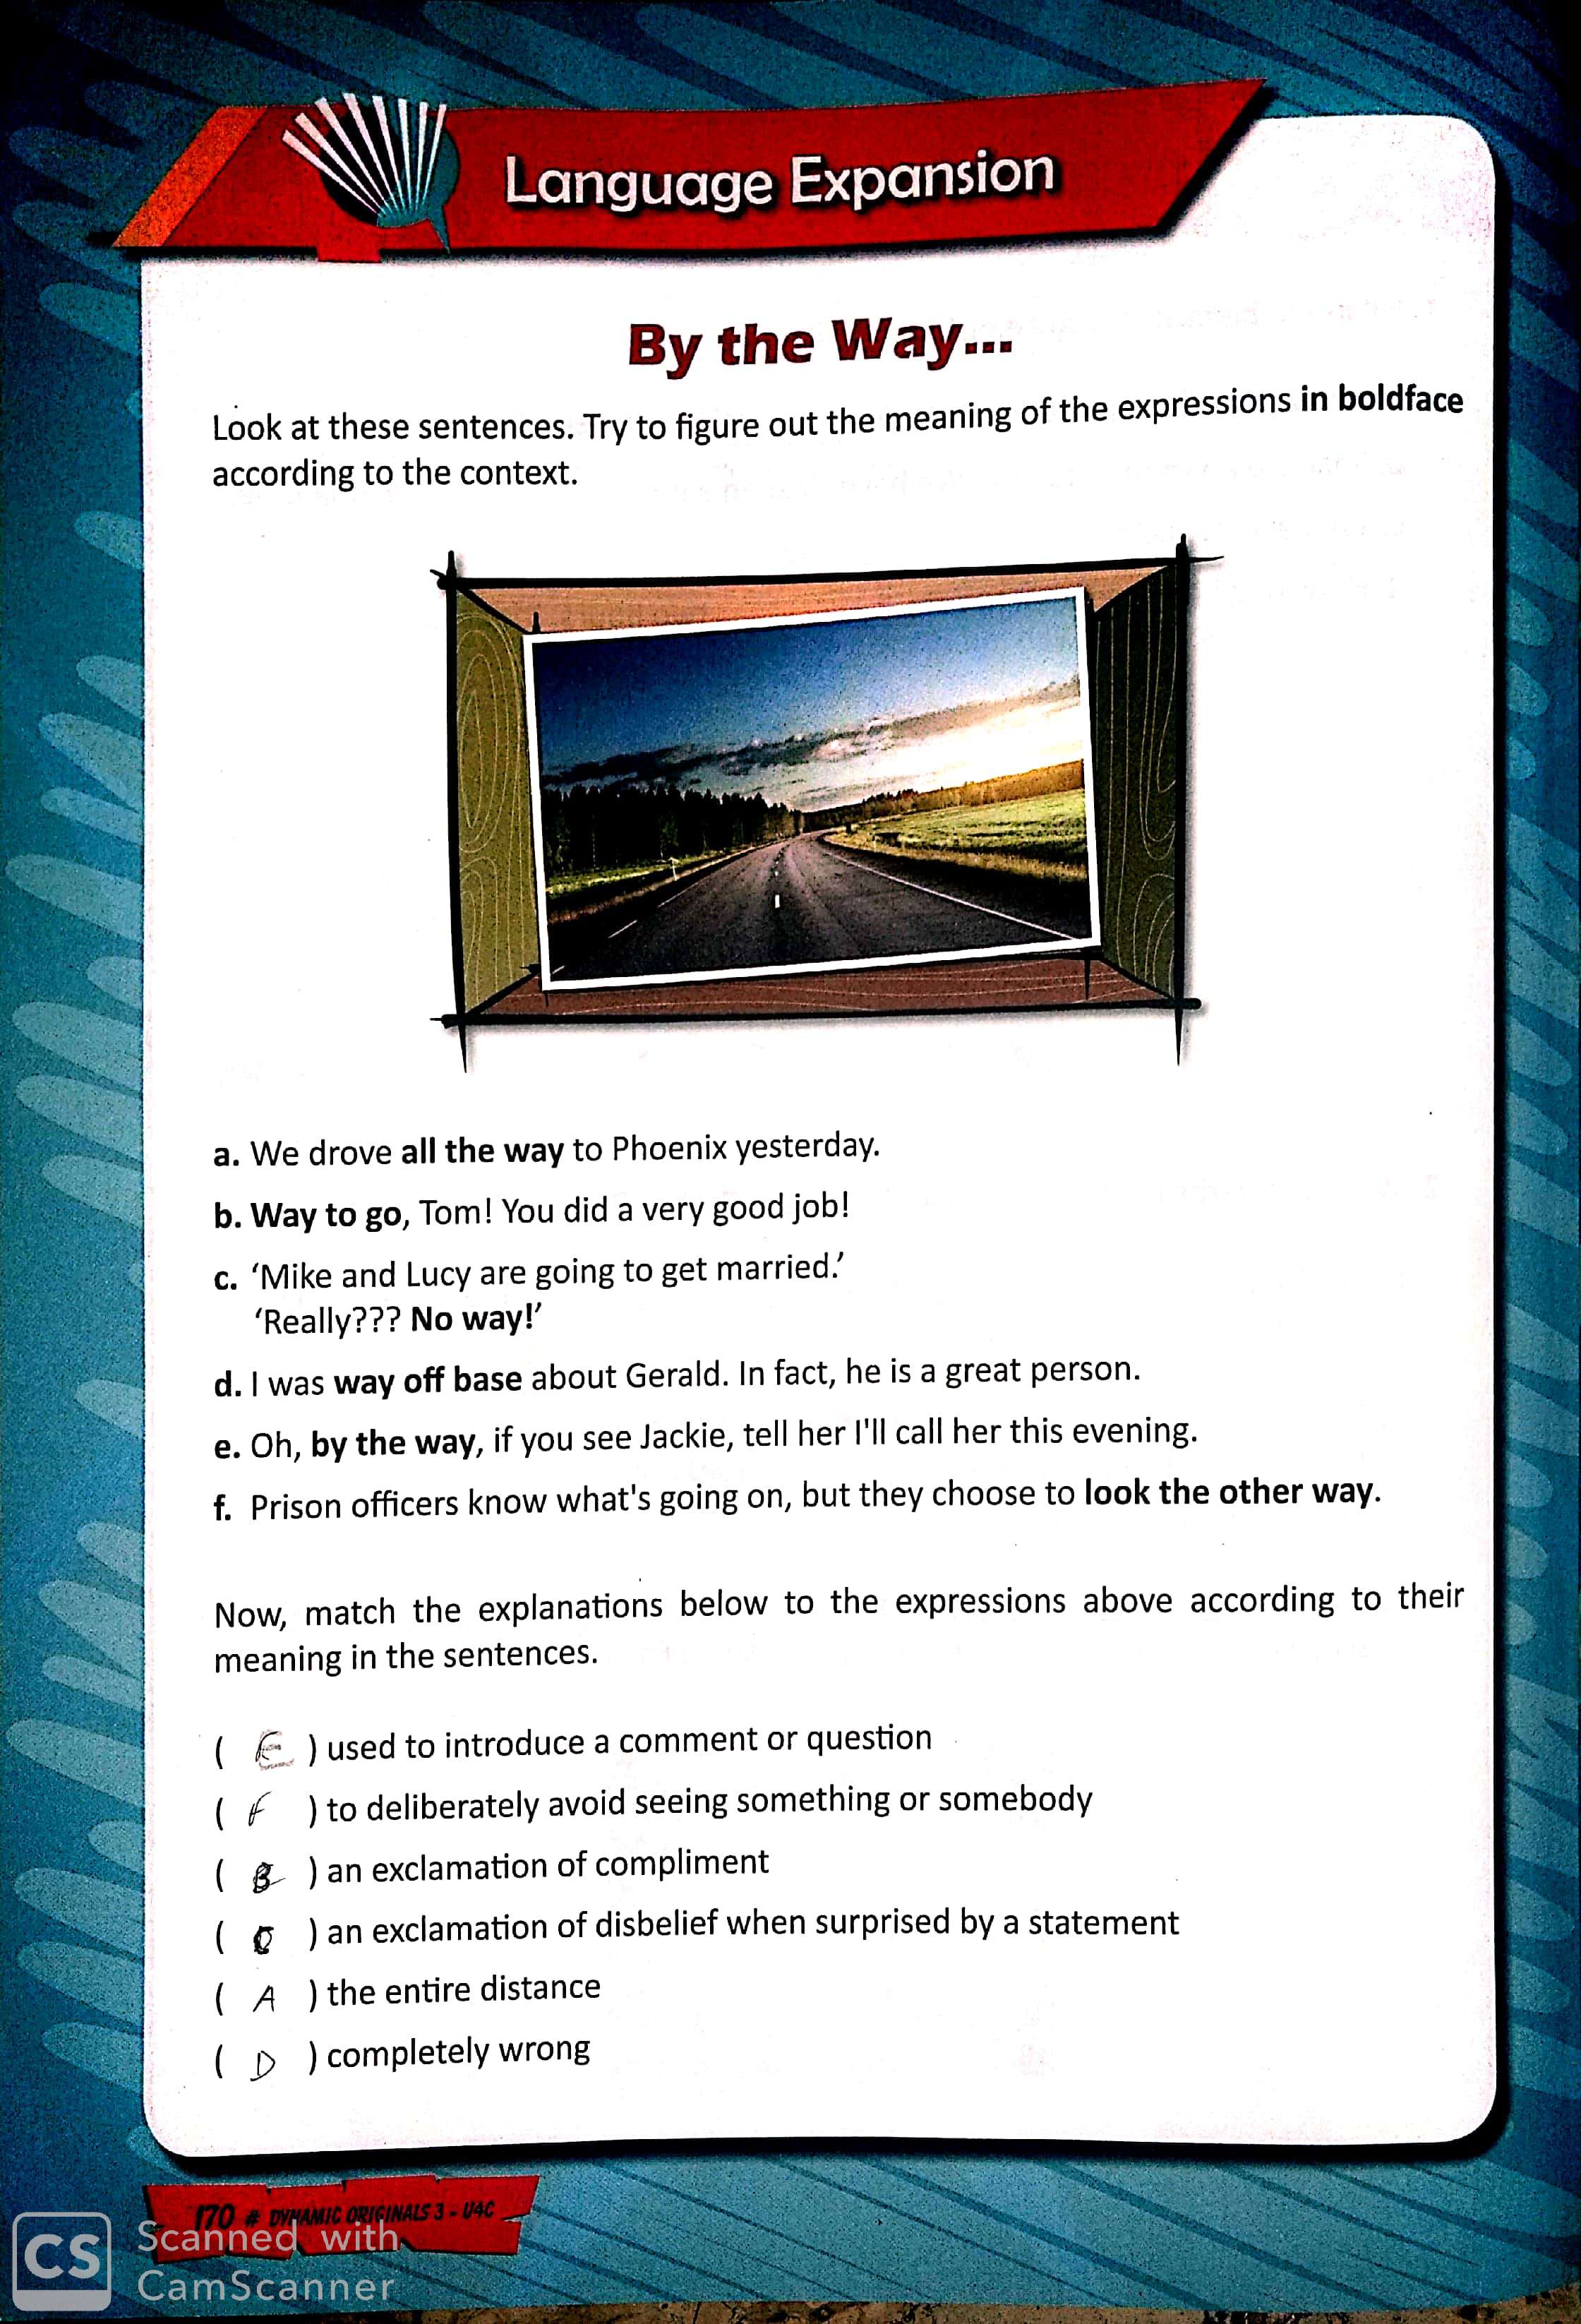 Language Expansion
By the Way...
Look at these sentences. Try to figure out the meaning of the expressions in boldface
according to the context.
a. We drove all the way to Phoenix yesterday.
b. Way to go, Tom! You did a very good job!
c. ‘Mike and Lucy are going to get married.’
‘Really??? No way!’
d. I was way off base about Gerald. In fact, he is a great person.
e. Oh, by the way, if you see Jackie, tell her I'll call her this evening.
f. Prison officers know what's going on, but they choose to look the other way.
Now, match the explanations below to the expressions above according to their
meaning in the sentences.
( E ) used to introduce a comment or question
( F ) to deliberately avoid seeing something or somebody
( B ) an exclamation of compliment
( C ) an exclamation of disbelief when surprised by a statement
( A ) the entire distance
( D ) completely wrong
170 # DYNAMIC ORIGINALS 3 - U4C
CS Scanned with
CamScanner